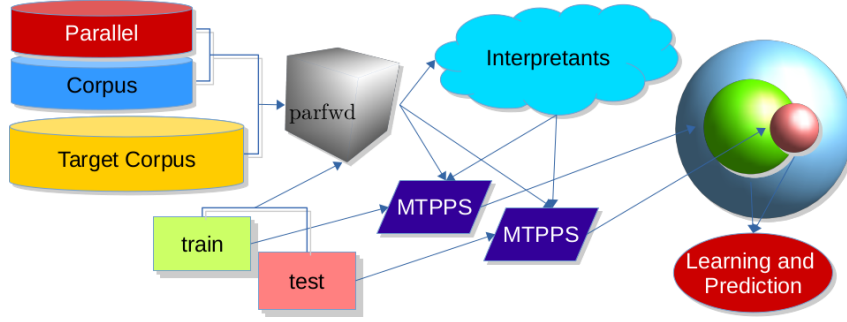 Parallel
Corpus
Target Corpus
parfwd
Interpretants
MTPPS
MTPPS
train
test
Learning and
Prediction